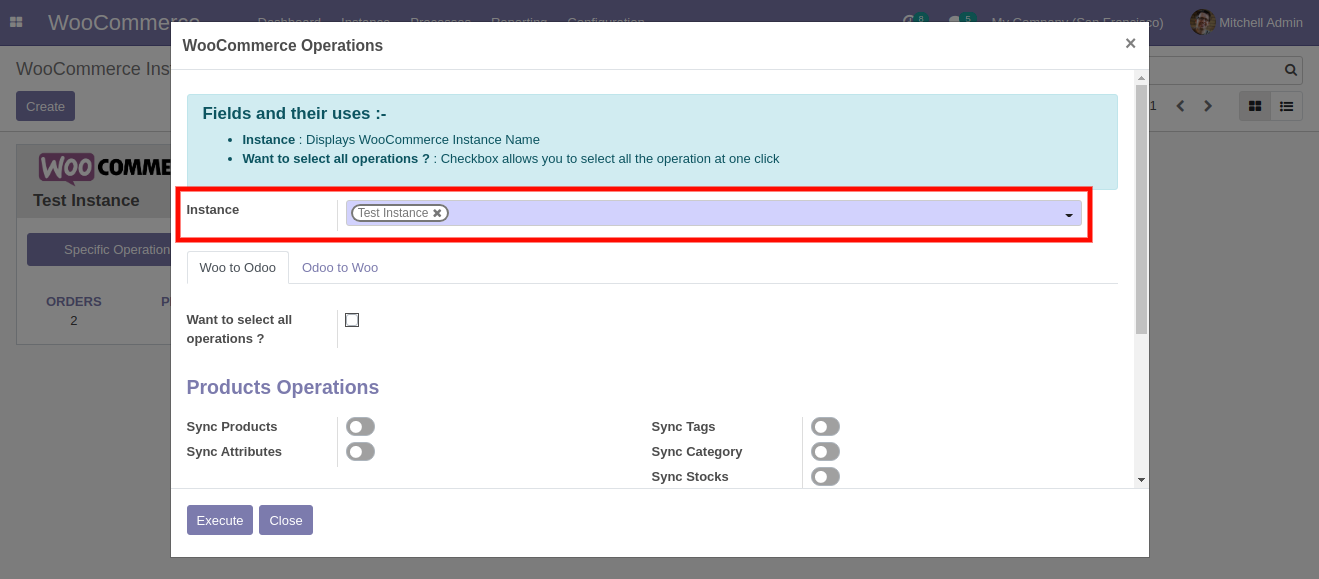 WooCommerce Dashboard Instance Processes Reporting Configuration 8 5 My Company (San Francisco) Mitchell Admin
WooCommerce Operations ×
WooCommerce Ins
Create
1
WOO COMME
Test Instance
Specific Operation
ORDERS P
2
Fields and their uses :-
Instance : Displays WooCommerce Instance Name
Want to select all operations ? : Checkbox allows you to select all the operation at one click
Instance Test Instance
Woo to Odoo Odoo to Woo
Want to select all
operations ?
Products Operations
Sync Products Sync Tags
Sync Attributes Sync Category
Sync Stocks
Execute Close